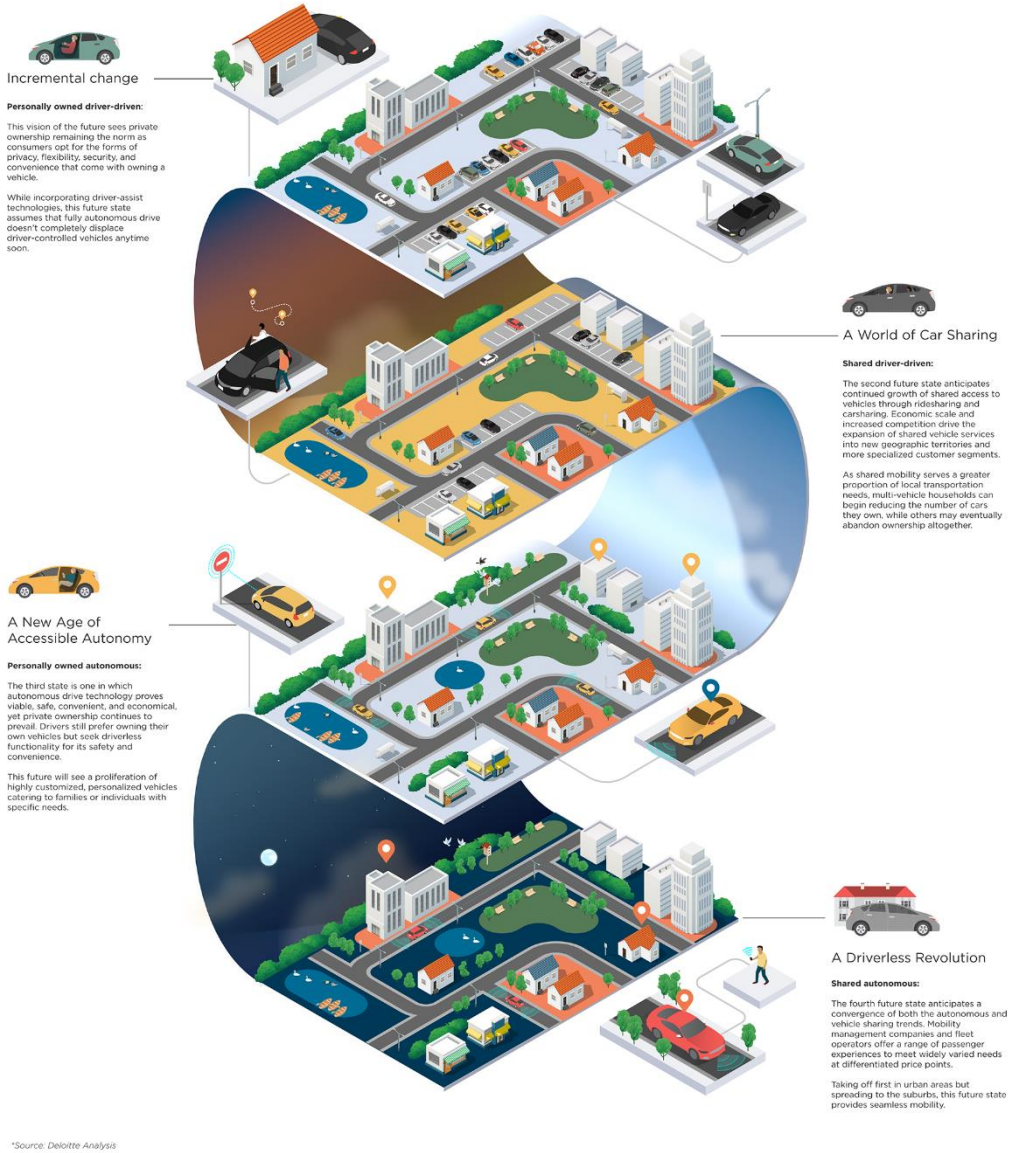 Incremental change
Personally owned driver-driven:
This vision of the future sees private
ownership remaining the norm as
consumers opt for the forms of
privacy, flexibility, security, and
convenience that come with owning a
vehicle.
While incorporating driver-assist
technologies, this future state
assumes that fully autonomous drive
doesn't completely displace
driver-controlled vehicles anytime
soon.
A World of Car Sharing
Shared driver-driven:
The second future state anticipates
continued growth of shared access to
vehicles through ridesharing and
carsharing. Economic scale and
increased competition drive the
expansion of shared vehicle services
into new geographic territories and
more specialized customer segments.
As shared mobility serves a greater
proportion of local transportation
needs, multi-vehicle households can
begin reducing the number of cars
they own, while others may eventually
abandon ownership altogether.
A New Age of
Accessible Autonomy
Personally owned autonomous:
The third state is one in which
autonomous drive technology proves
viable, safe, convenient, and economical,
yet private ownership continues to
prevail. Drivers still prefer owning their
own vehicles but seek driverless
functionality for its safety and
convenience.
This future will see a proliferation of
highly customized, personalized vehicles
catering to families or individuals with
specific needs.
A Driverless Revolution
Shared autonomous:
The fourth future state anticipates a
convergence of both the autonomous and
vehicle sharing trends. Mobility
management companies and fleet
operators offer a range of passenger
experiences to meet widely varied needs
at differentiated price points.
Taking off first in urban areas but
spreading to the suburbs, this future state
provides seamless mobility.
*Source: Deloitte Analysis